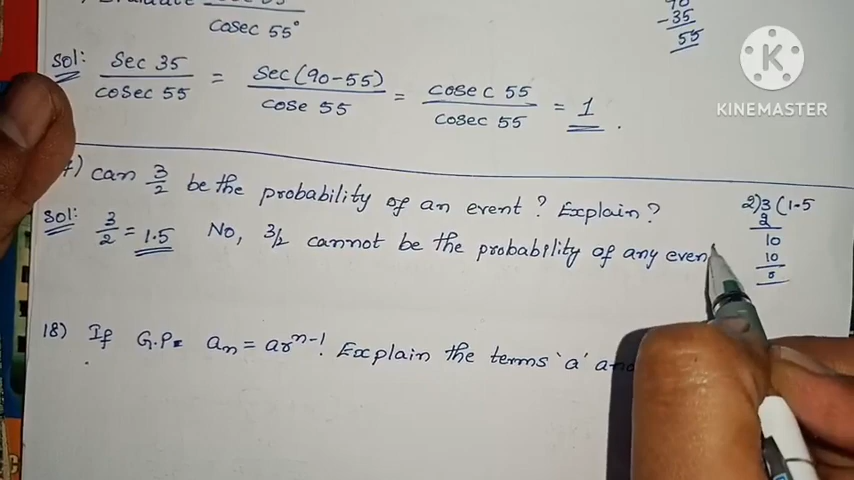 cosec 55°
90
-35
55
Sol: Sec 35 / cosec 55 = Sec(90-55) / cose 55 = cosec 55 / cosec 55 = 1.
K
KINEMASTER
7) can 3/2 be the probability of an event? Explain?
Sol: 3/2 = 1.5 No, 3/2 cannot be the probability of any even
2)3(1-5
2
10
10
0
18) If G.P= aₙ = arⁿ⁻¹. Explain the terms 'a' and